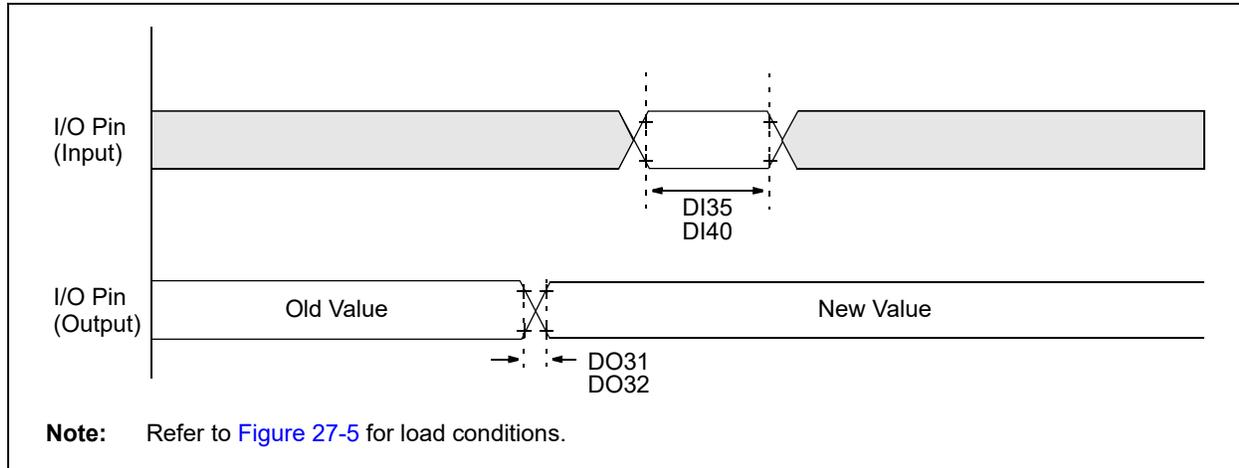 I/O Pin
(Input)
DI35
DI40
I/O Pin
(Output)
Old Value
New Value
DO31
DO32
Note: Refer to Figure 27-5 for load conditions.